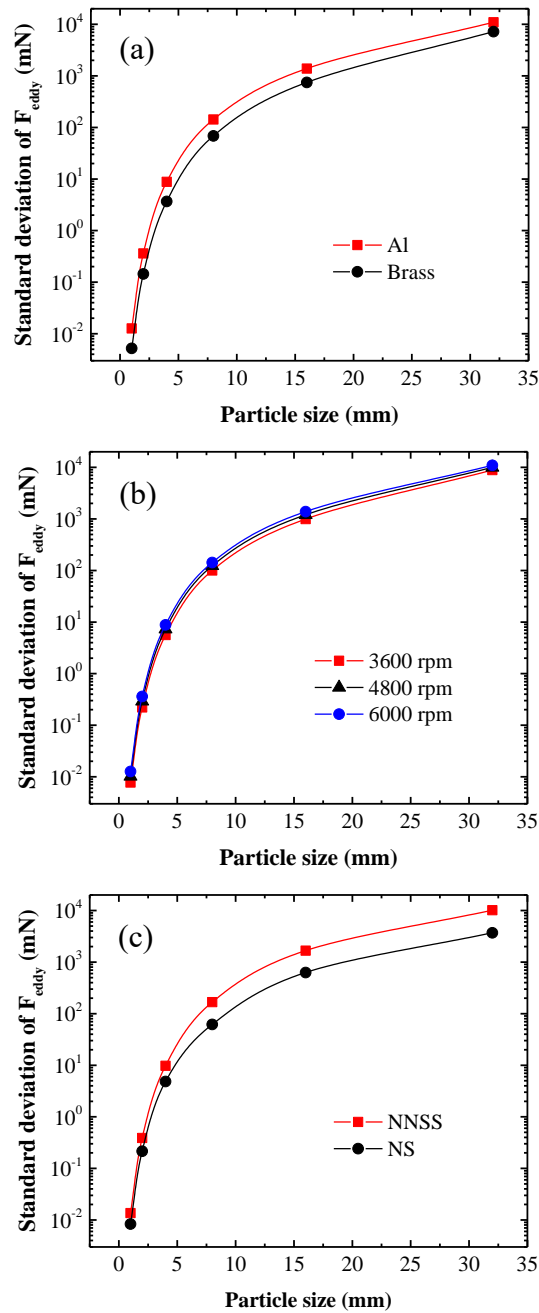 (a)
10^4
10^3
10^2
10^1
10^0
10^-1
10^-2
Standard deviation of F_eddy (mN)
Al
Brass
0 5 10 15 20 25 30 35
Particle size (mm)
(b)
10^4
10^3
10^2
10^1
10^0
10^-1
10^-2
Standard deviation of F_eddy (mN)
3600 rpm
4800 rpm
6000 rpm
0 5 10 15 20 25 30 35
Particle size (mm)
(c)
10^4
10^3
10^2
10^1
10^0
10^-1
10^-2
Standard deviation of F_eddy (mN)
NNSS
NS
0 5 10 15 20 25 30 35
Particle size (mm)